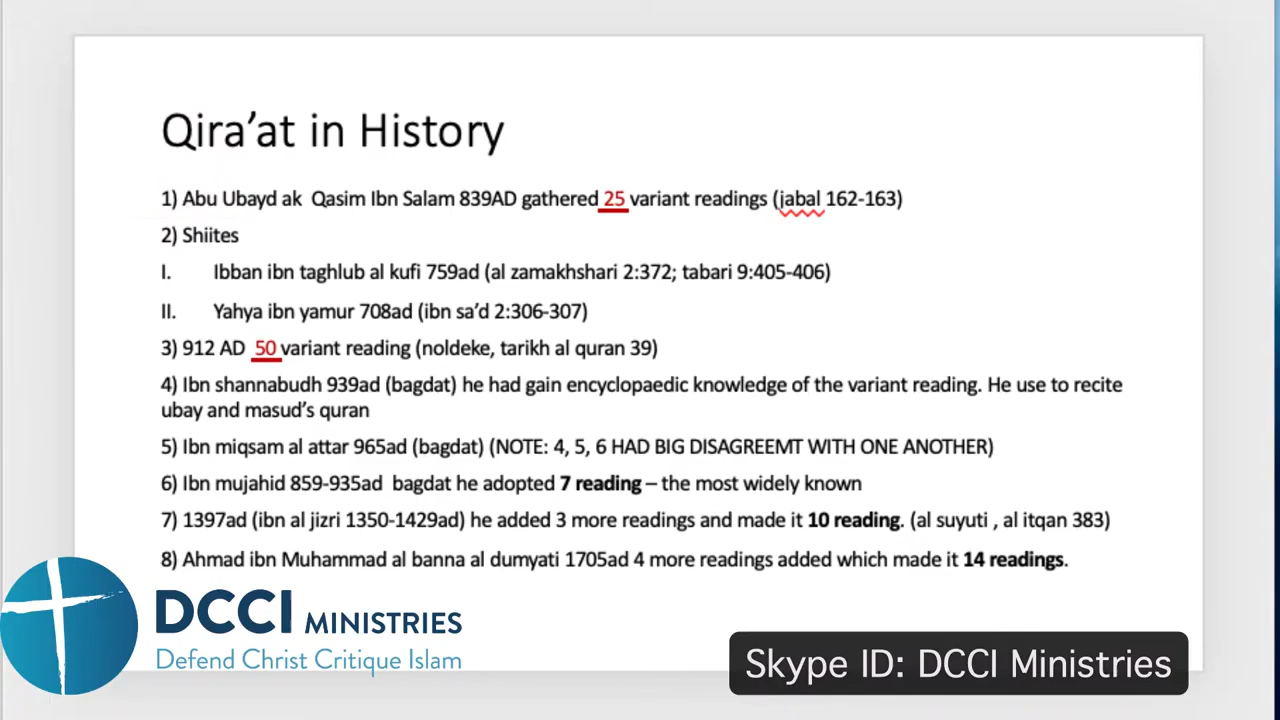 Qira’at in History
1) Abu Ubayd ak  Qasim Ibn Salam 839AD gathered 25 variant readings (jabal 162-163)
2) Shiites
I. Ibban ibn taghlub al kufi 759ad (al zamakhshari 2:372; tabari 9:405-406)
II. Yahya ibn yamur 708ad (ibn sa’d 2:306-307)
3) 912 AD  50 variant reading (noldeke, tarikh al quran 39)
4) Ibn shannabudh 939ad (bagdat) he had gain encyclopaedic knowledge of the variant reading. He use to recite
ubay and masud’s quran
5) Ibn miqsam al attar 965ad (bagdat) (NOTE: 4, 5, 6 HAD BIG DISAGREEMT WITH ONE ANOTHER)
6) Ibn mujahid 859-935ad  bagdat he adopted 7 reading – the most widely known
7) 1397ad (ibn al jizri 1350-1429ad) he added 3 more readings and made it 10 reading. (al suyuti , al itqan 383)
8) Ahmad ibn Muhammad al banna al dumyati 1705ad 4 more readings added which made it 14 readings.
DCCI MINISTRIES
Defend Christ Critique Islam
Skype ID: DCCI Ministries